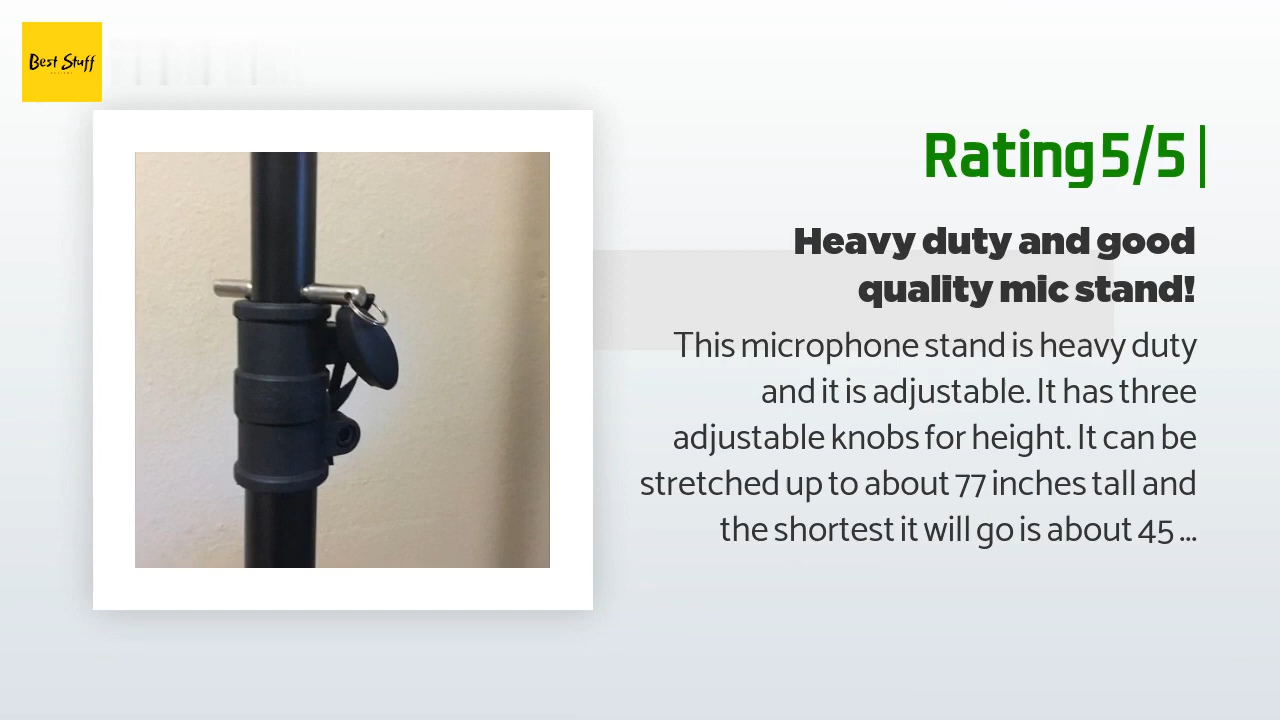 Best Stuff
Rating 5/5
Heavy duty and good
quality mic stand!
This microphone stand is heavy duty
and it is adjustable. It has three
adjustable knobs for height. It can be
stretched up to about 77 inches tall and
the shortest it will go is about 45 ...